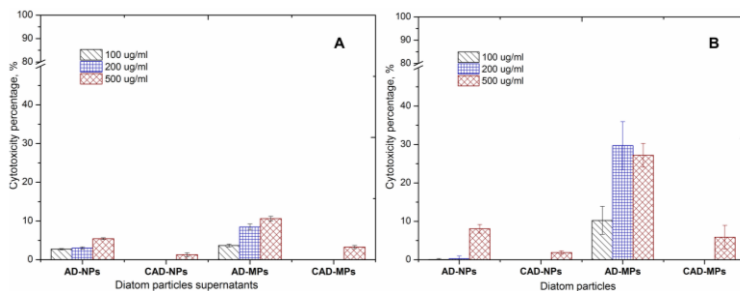 A
100 ug/ml
200 ug/ml
500 ug/ml
Cytotoxicity percentage, %
100
90
80
40
30
20
10
0
AD-NPs CAD-NPs AD-MPs CAD-MPs
Diatom particles supernatants
B
100 ug/ml
200 ug/ml
500 ug/ml
Cytotoxicity percentage, %
100
90
80
40
30
20
10
0
AD-NPs CAD-NPs AD-MPs CAD-MPs
Diatom particles